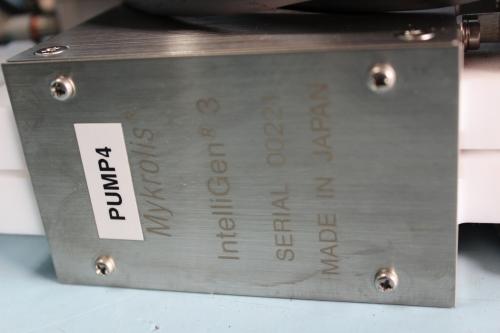 PUMP4
Mykrolis®
IntelliGen® 3
SERIAL
MADE IN JAPAN